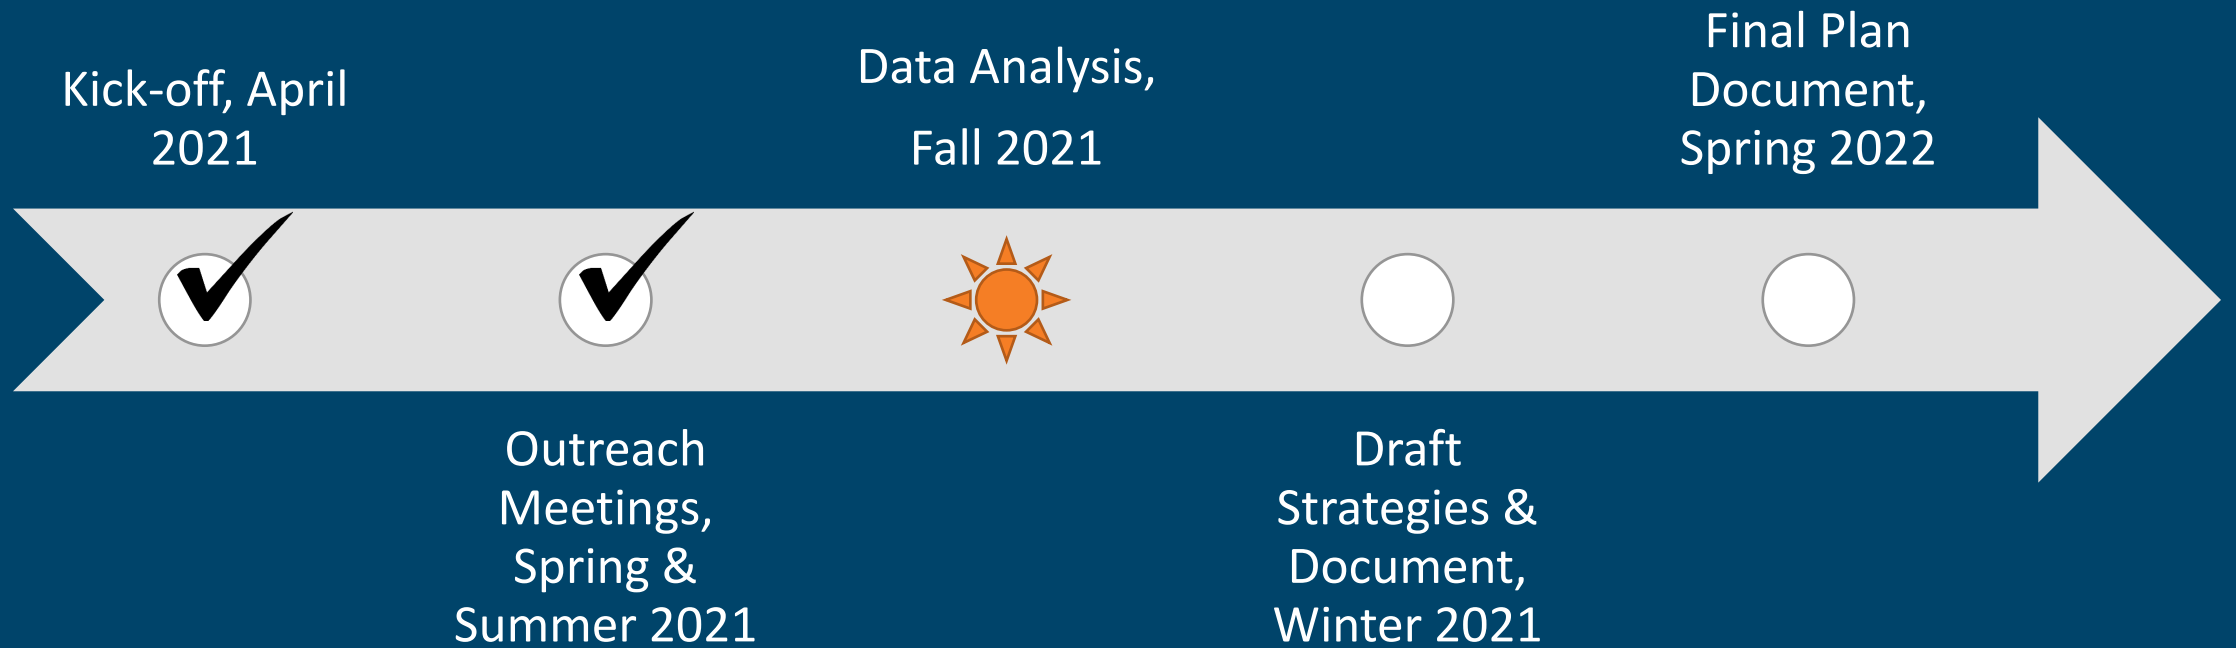 Kick-off, April
2021
Outreach
Meetings,
Spring &
Summer 2021
Data Analysis,
Fall 2021
Draft
Strategies &
Document,
Winter 2021
Final Plan
Document,
Spring 2022